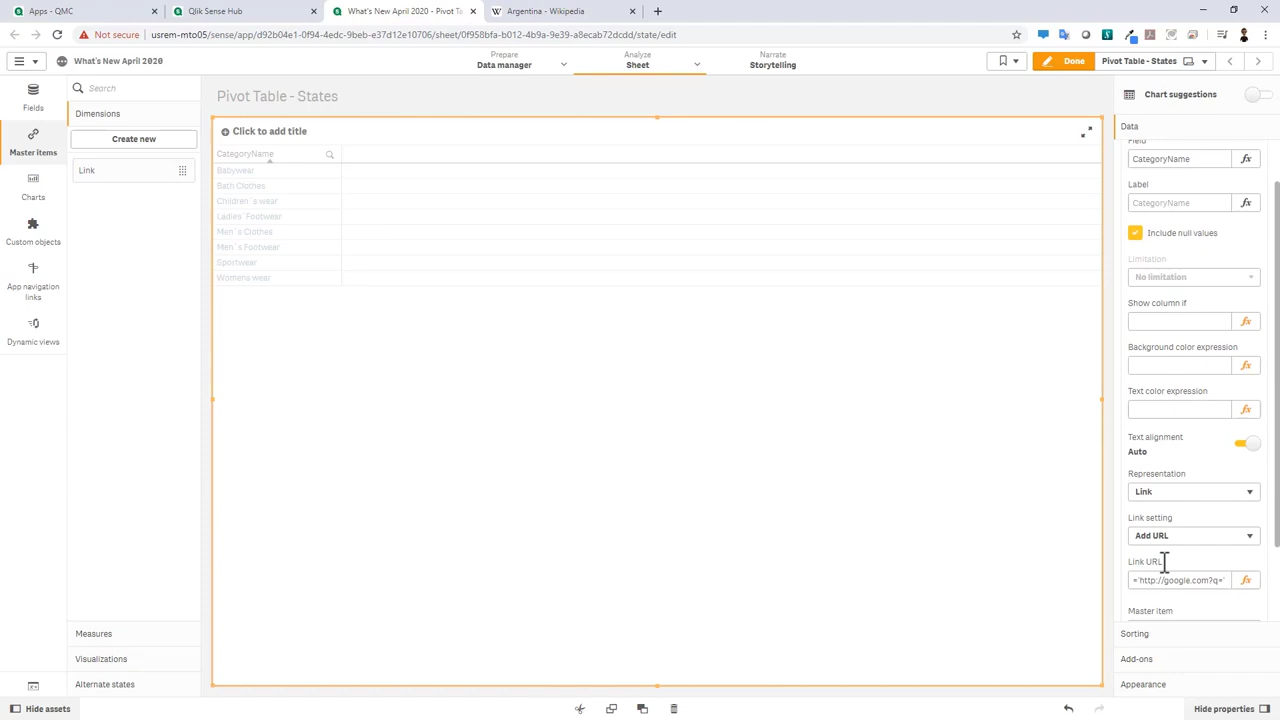 Apps - QMC
Qlik Sense Hub
What's New April 2020 - Pivot Ta
Argentina - Wikipedia
Not secure
usrem-mto05/sense/app/d92b04e1-0f94-4edc-9beb-e37d12e10706/sheet/0f958bfa-b012-4b9a-9e39-a8ecab72dcdd/state/edit
What's New April 2020
Prepare
Data manager
Analyze
Sheet
Narrate
Storytelling
Done
Pivot Table - States
Fields
Master items
Charts
Custom objects
App navigation
links
Dynamic views
Search
Dimensions
Create new
Link
Measures
Visualizations
Alternate states
Pivot Table - States
Click to add title
CategoryName
Babywear
Bath Clothes
Children´s wear
Ladies´Footwear
Men´s Clothes
Men´s Footwear
Sportwear
Womens wear
Chart suggestions
Data
Field
CategoryName
Label
CategoryName
Include null values
Limitation
No limitation
Show column if
Background color expression
Text color expression
Text alignment
Auto
Representation
Link
Link setting
Add URL
Link URL
='http://google.com?q='
Master item
Sorting
Add-ons
Appearance
Hide assets
Hide properties